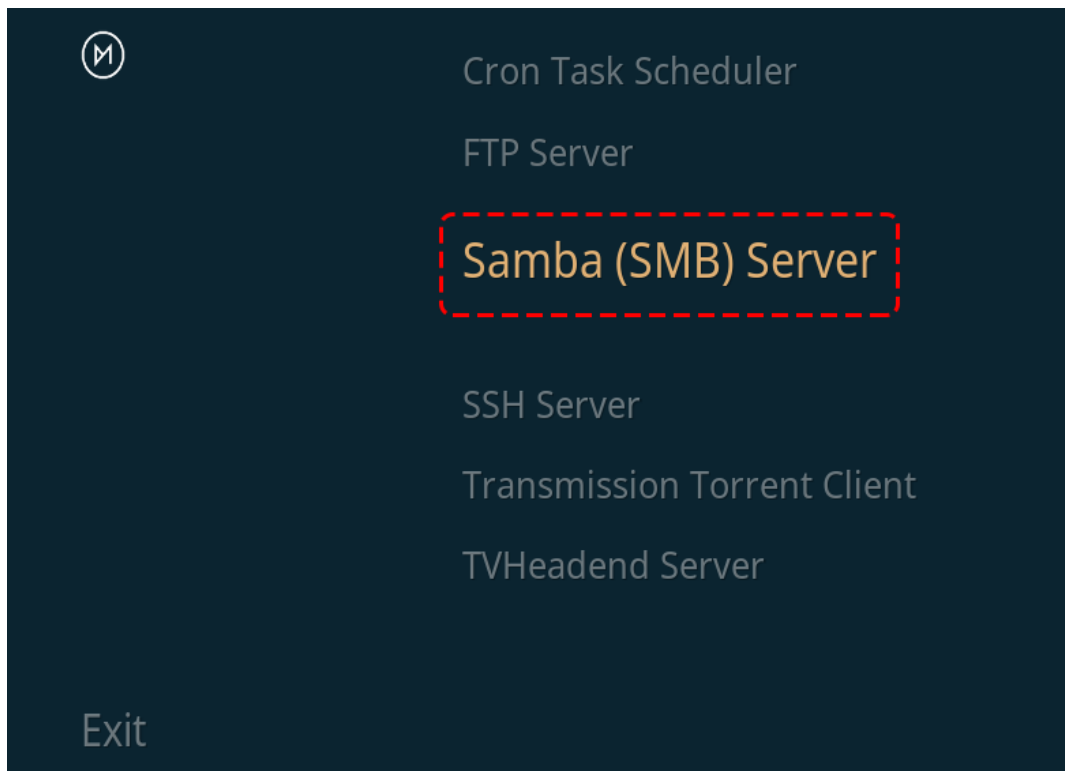 Cron Task Scheduler
FTP Server
Samba (SMB) Server
SSH Server
Transmission Torrent Client
TVHeadend Server
Exit